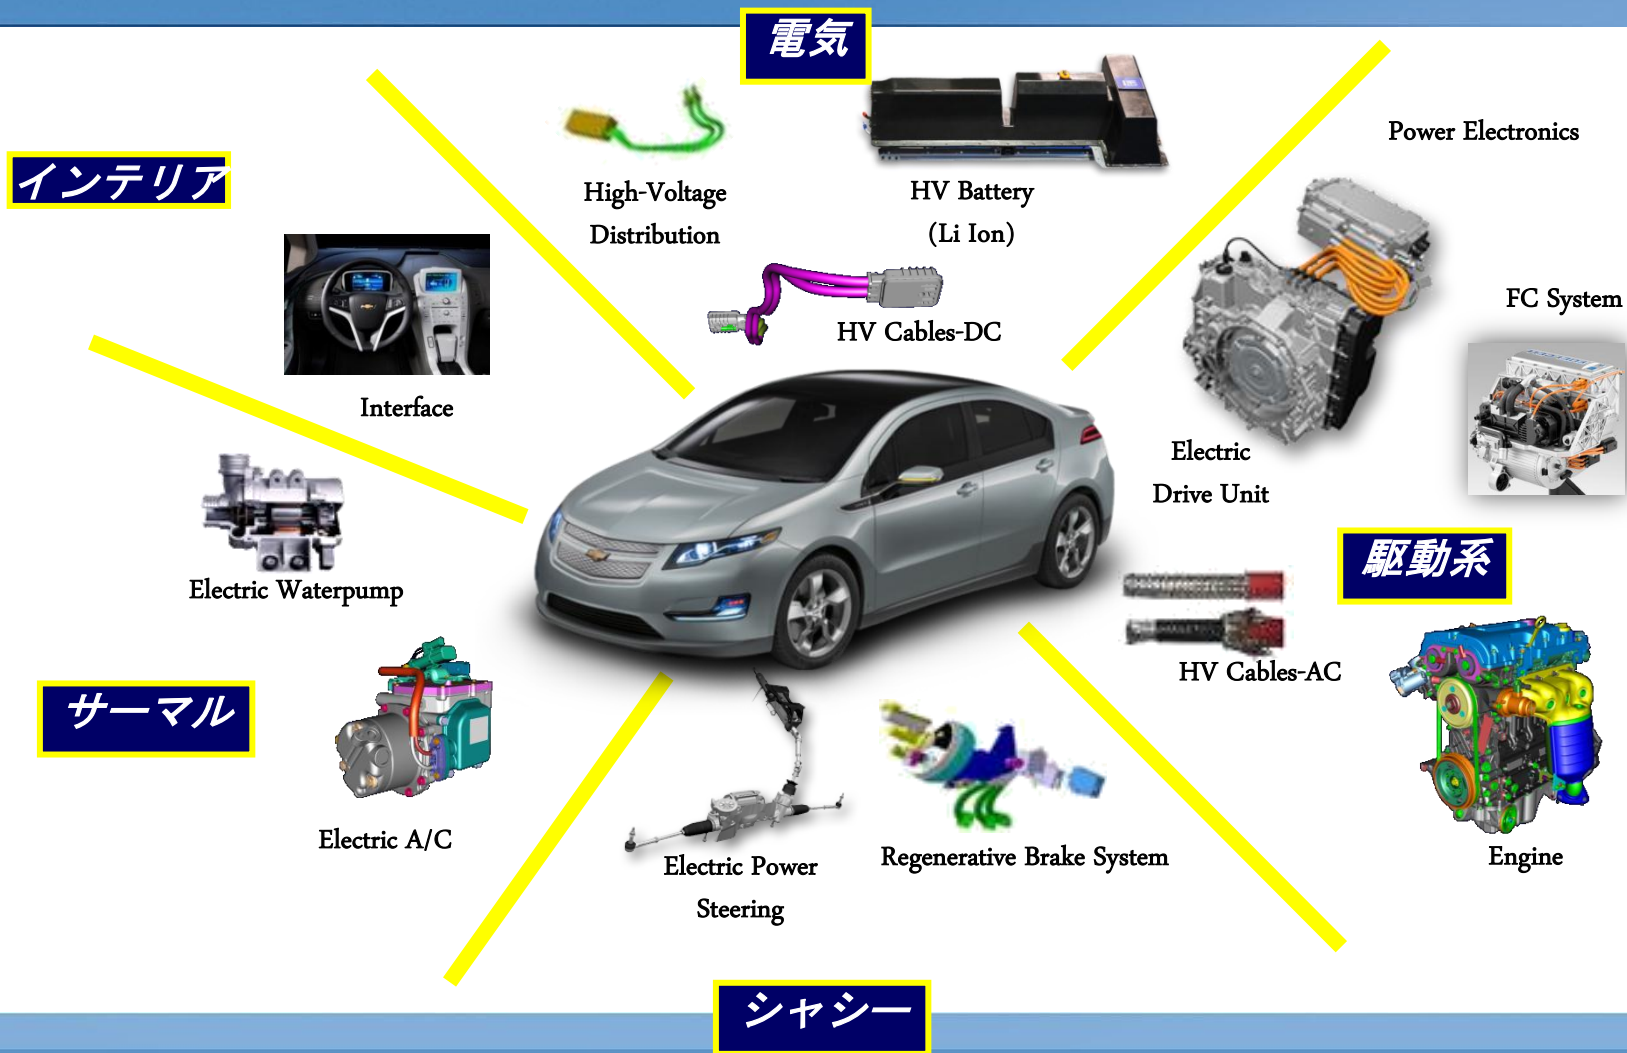 電気
インテリア
High-Voltage
Distribution
HV Battery
(Li Ion)
HV Cables-DC
Power Electronics
FC System
Electric
Drive Unit
Interface
Electric Waterpump
駆動系
HV Cables-AC
サーマル
Electric A/C
Electric Power
Steering
Regenerative Brake System
Engine
シャシー